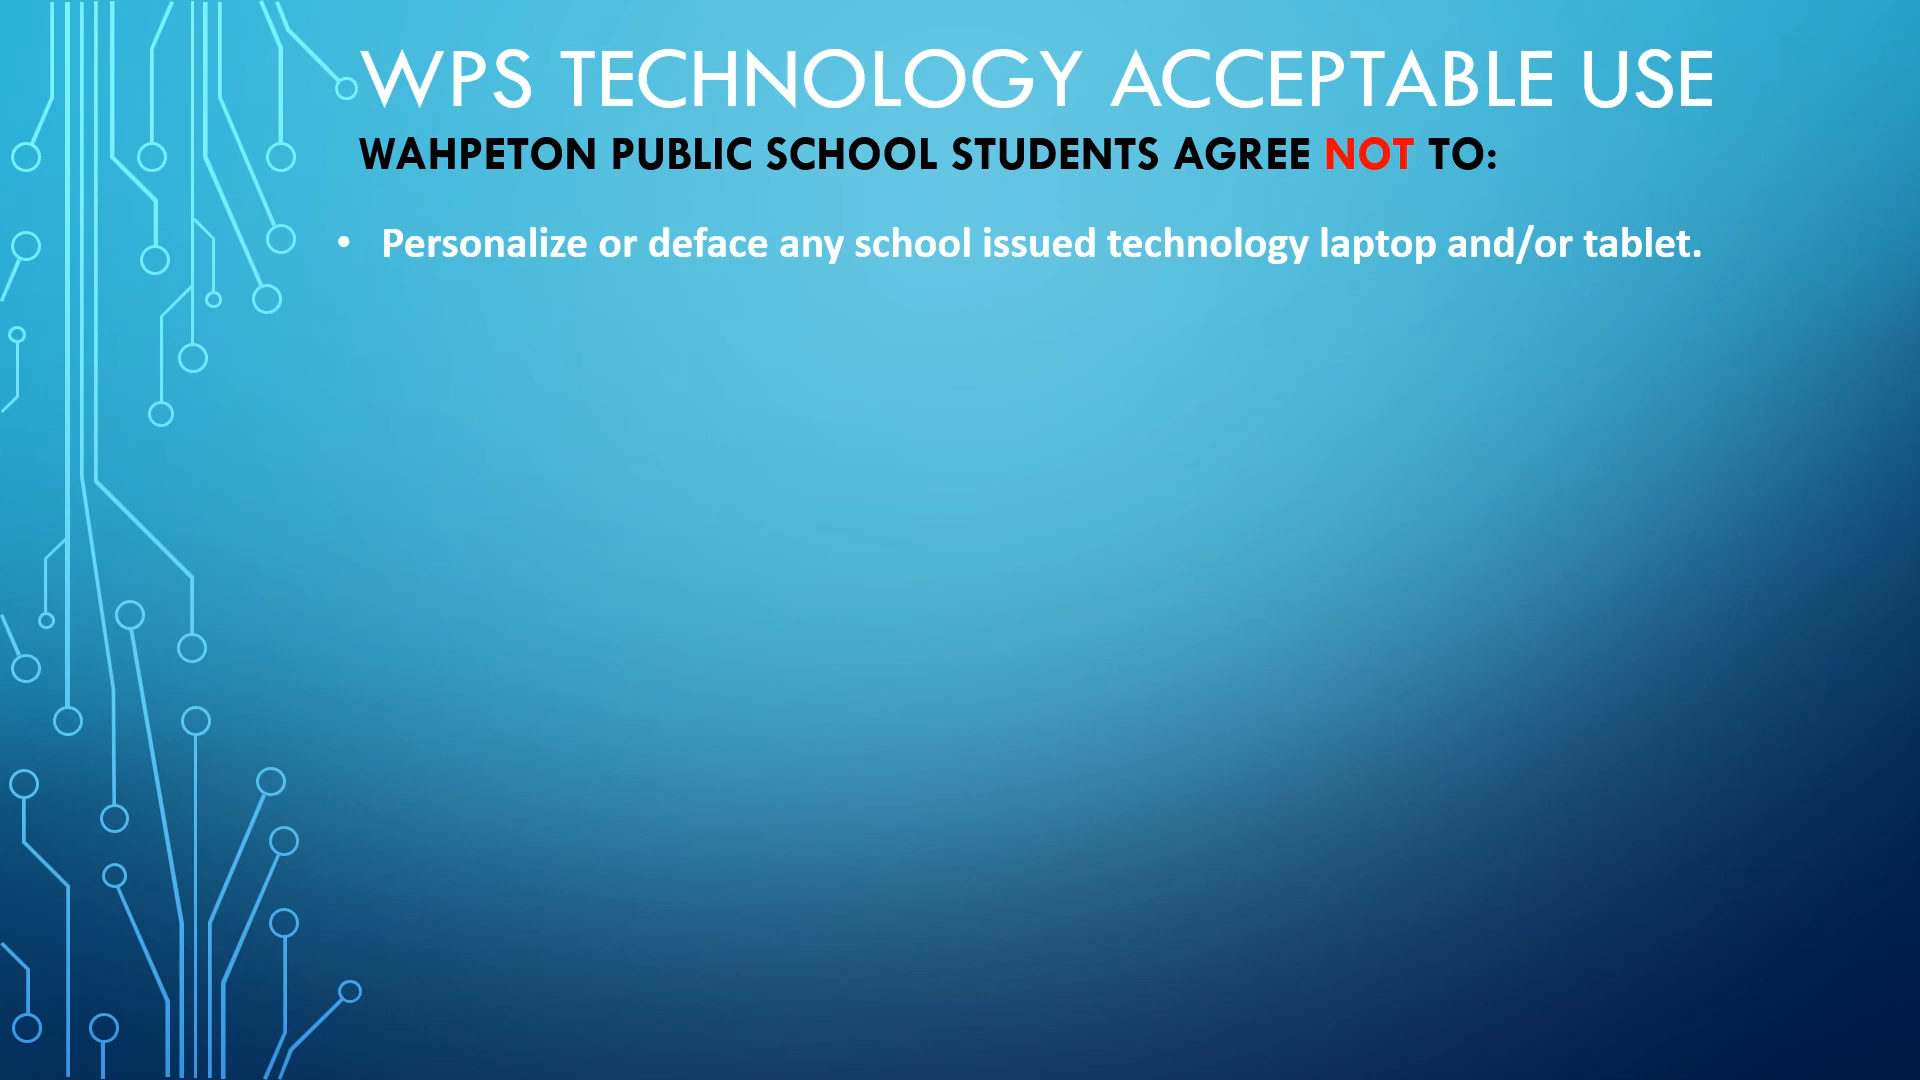 WPS TECHNOLOGY ACCEPTABLE USE
WAHPETON PUBLIC SCHOOL STUDENTS AGREE NOT TO:
• Personalize or deface any school issued technology laptop and/or tablet.